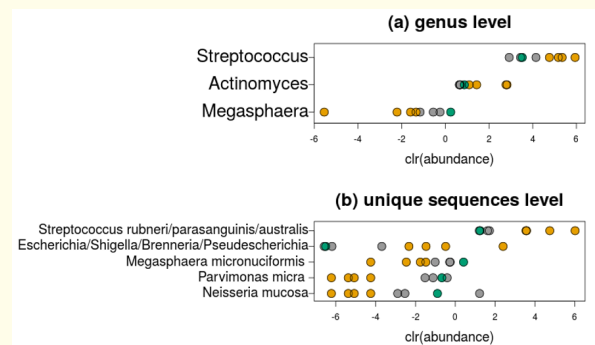 (a) genus level
Streptococcus
Actinomyces
Megasphaera
-6 -4 -2 0 2 4 6
clr(abundance)
(b) unique sequences level
Streptococcus rubneri/parasanguinis/australis
Escherichia/Shigella/Brenneria/Pseudescherichia
Megasphaera micronuciformis
Parvimonas micra
Neisseria mucosa
-6 -4 -2 0 2 4 6
clr(abundance)